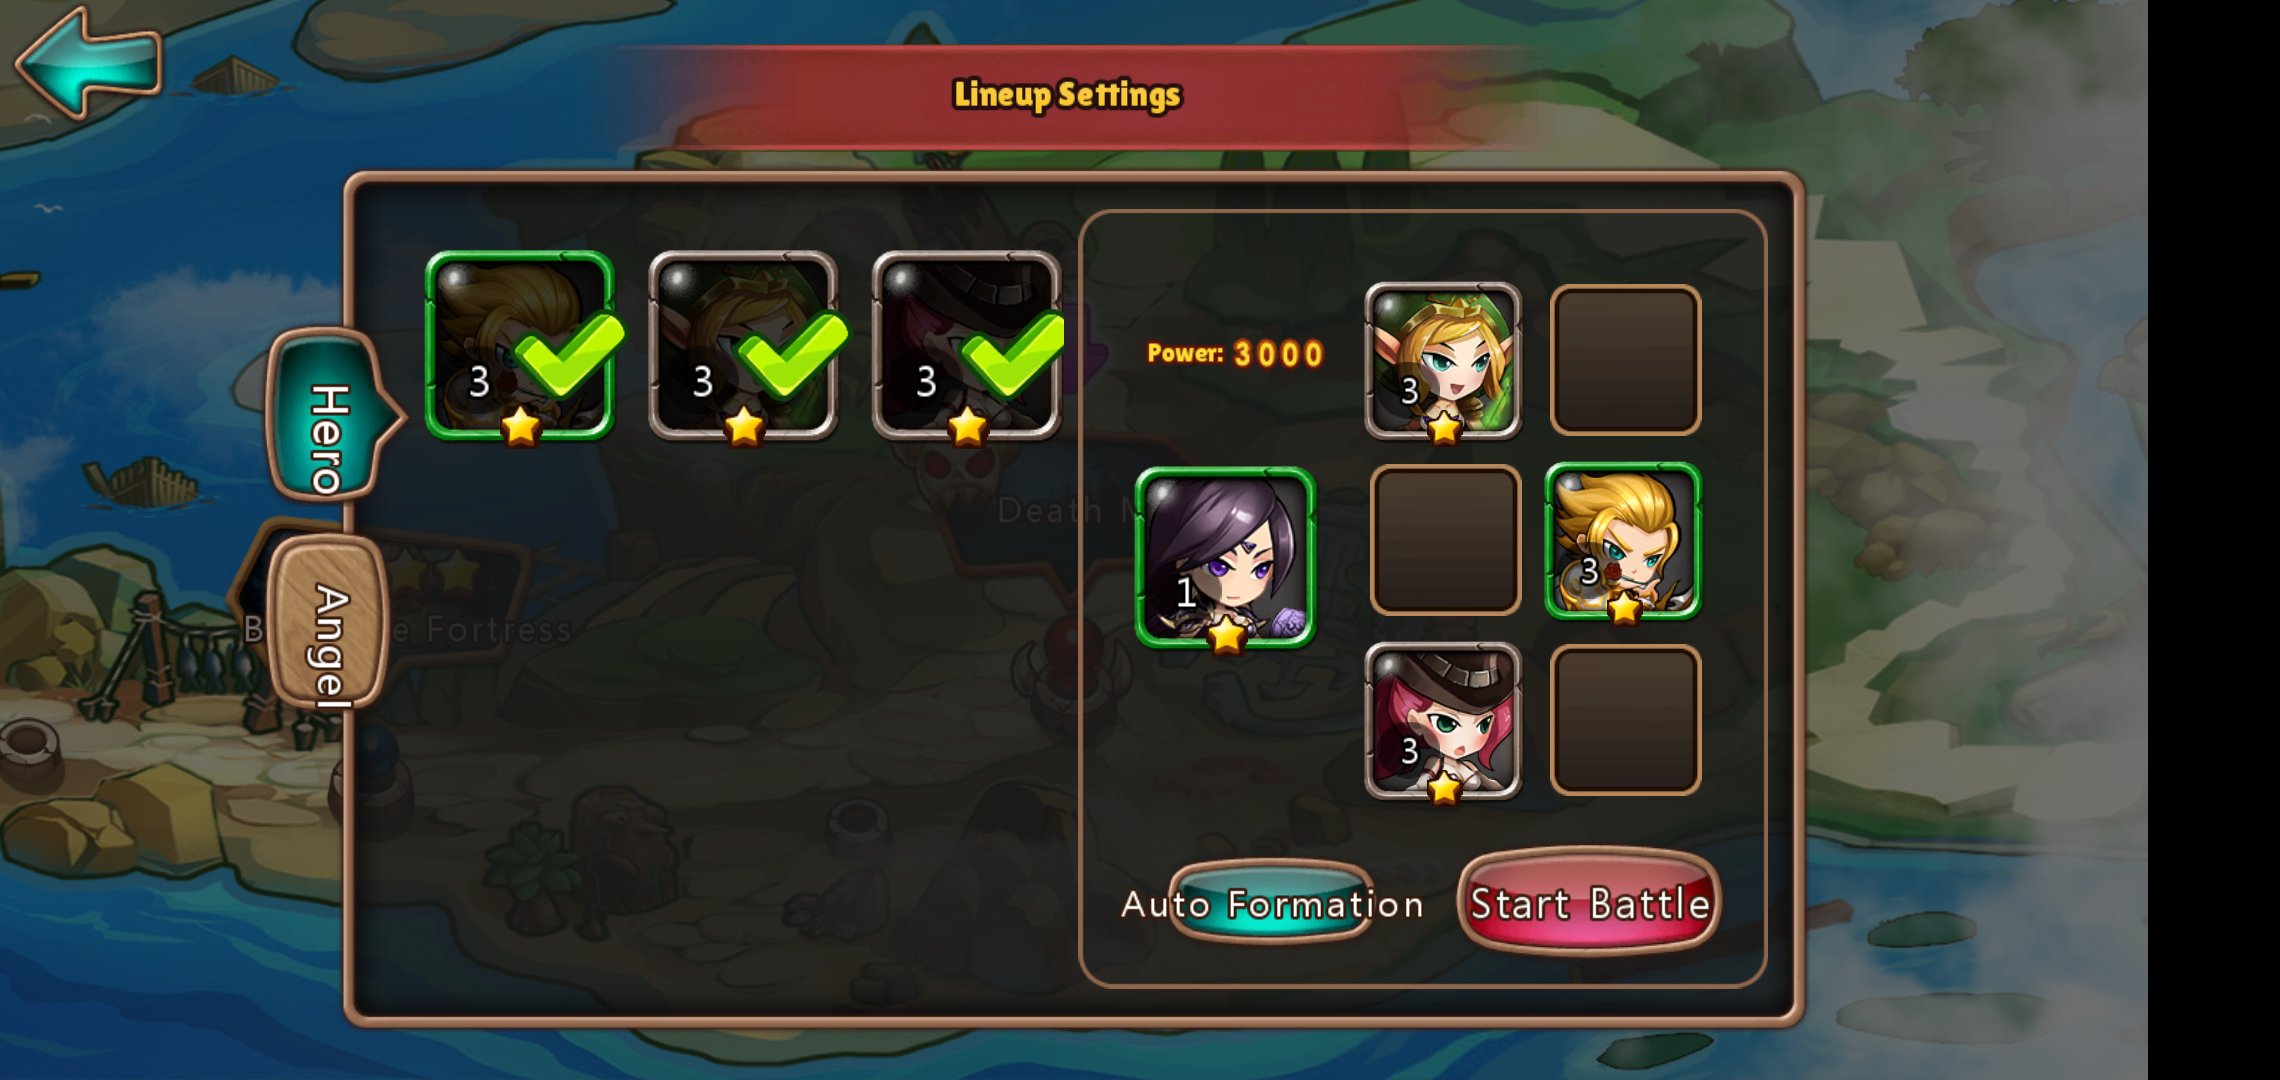 Lineup Settings
3
3
3
Hero
Angel
Power: 3000
3
1
3
3
Death
e Fortress
Auto Formation
Start Battle